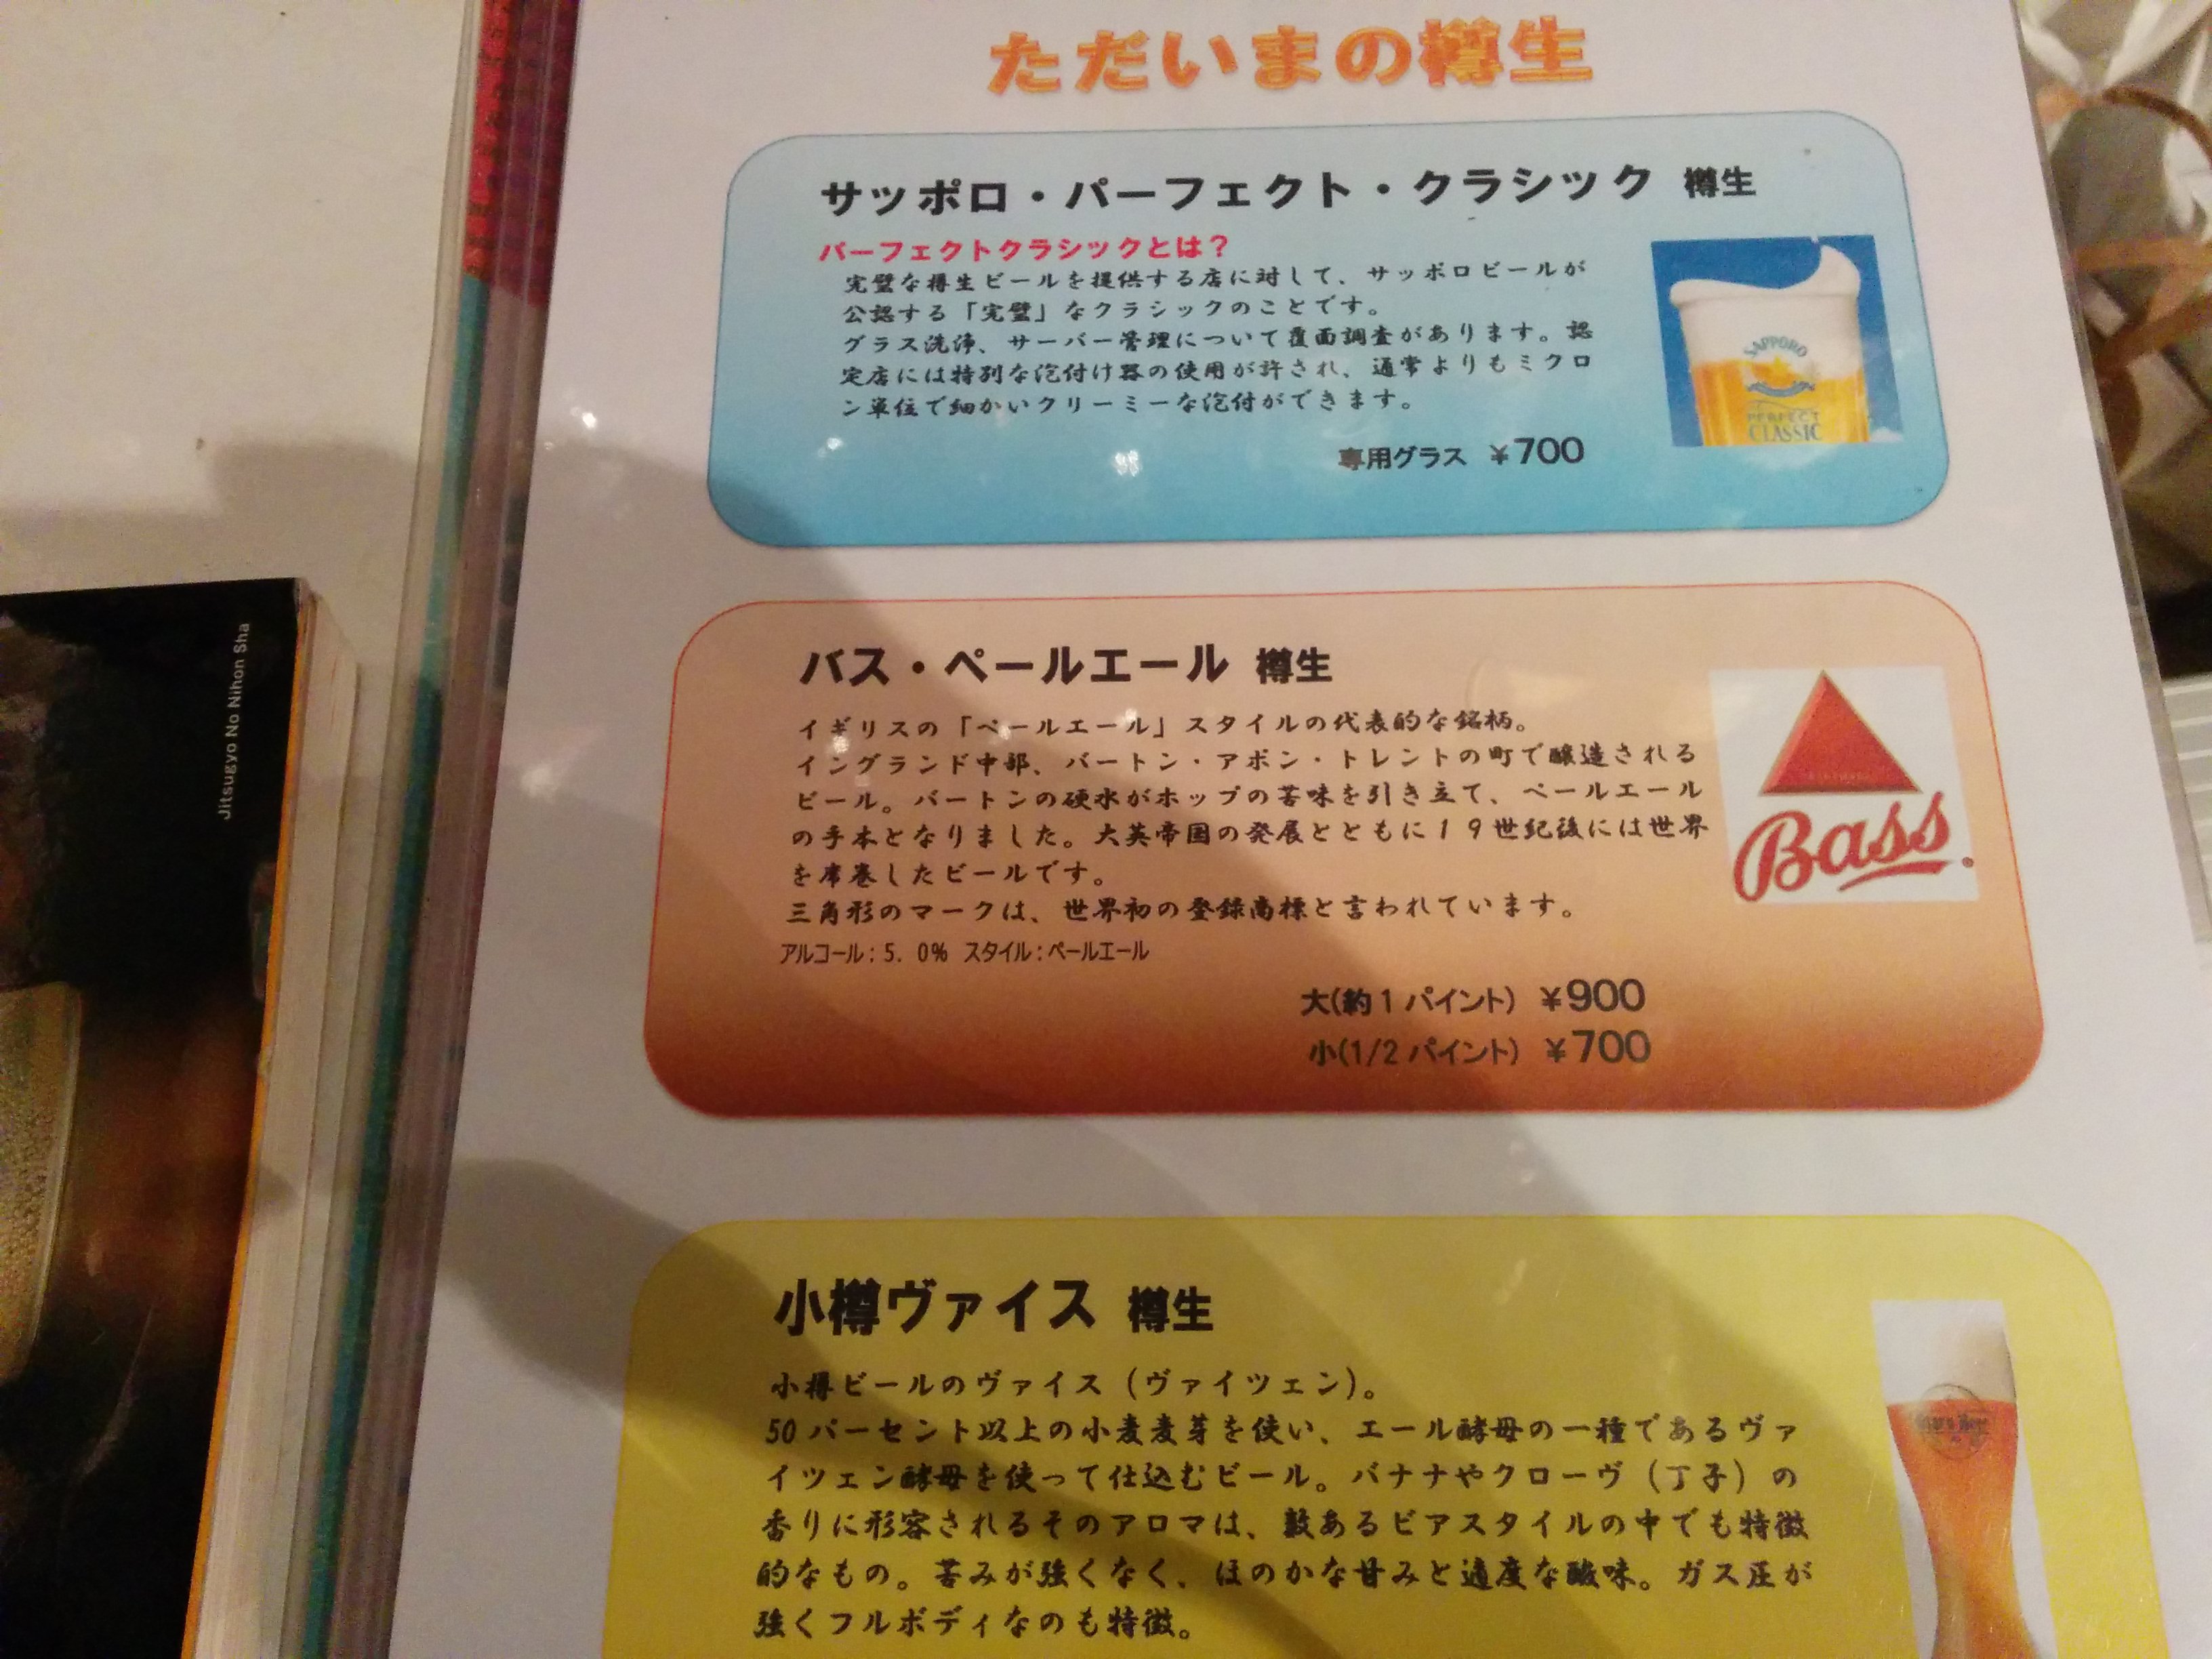 ただいまの樽生
サッポロ・パーフェクト・クラシック 樽生
パーフェクトクラシックとは?
完璧な樽生ビールを提供する店に対して、サッポロビールが
公認する「完璧」なクラシックのことです。
グラス洗浄、サーバー管理について覆面調査があります。認
定店には特別な泡付け器の使用が許され、通常よりもミクロ
ン単位で細かいクリーミーな泡付ができます。
SAPPORO
PERFECT
CLASSIC
専用グラス ¥700
バス・ペールエール 樽生
イギリスの「ペールエール」スタイルの代表的な銘柄。
イングランド中部、バートン・アポン・トレントの町で醸造される
ビール。バートンの硬水がホップの苦味を引き立て、ペールエール
の手本となりました。大英帝国の発展とともに19世紀後には世界
を席巻したビールです。
三角形のマークは、世界初の登録商標と言われています。
アルコール:5.0% スタイル:ペールエール
Bass
大(約1パイント) ¥900
小(1/2パイント) ¥700
小樽ヴァイス 樽生
小樽ビールのヴァイス(ヴァイツェン)。
50パーセント以上の小麦麦芽を使い、エール酵母の一種であるヴァ
イツェン酵母を使って仕込むビール。バナナやクローヴ(丁子)の
香りに形容されるそのアロマは、数あるビアスタイルの中でも特徴
的なもの。苦みが強くなく、ほのかな甘みと適度な酸味。ガス圧が
強くフルボディなのも特徴。
Jitsugyo No Nihon Sha